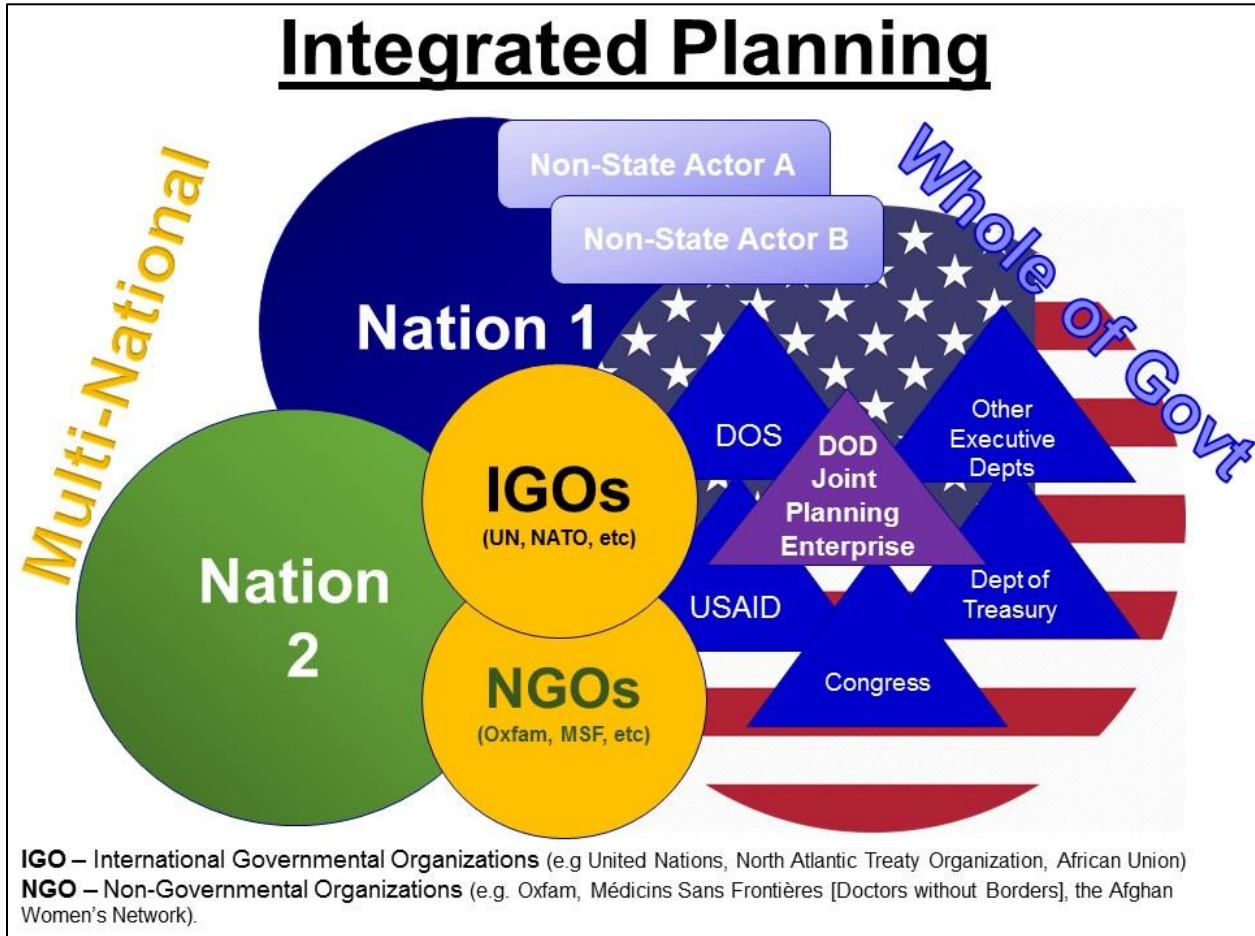 Integrated Planning
Multi-National
Whole of Govt
Non-State Actor A
Non-State Actor B
Nation 1
Nation
2
IGOs
(UN, NATO, etc)
NGOs
(Oxfam, MSF, etc)
DOS
DOD
Joint
Planning
Enterprise
Other
Executive
Depts
USAID
Dept of
Treasury
Congress
IGO – International Governmental Organizations (e.g United Nations, North Atlantic Treaty Organization, African Union)
NGO – Non-Governmental Organizations (e.g. Oxfam, Médicins Sans Frontières [Doctors without Borders], the Afghan
Women's Network).